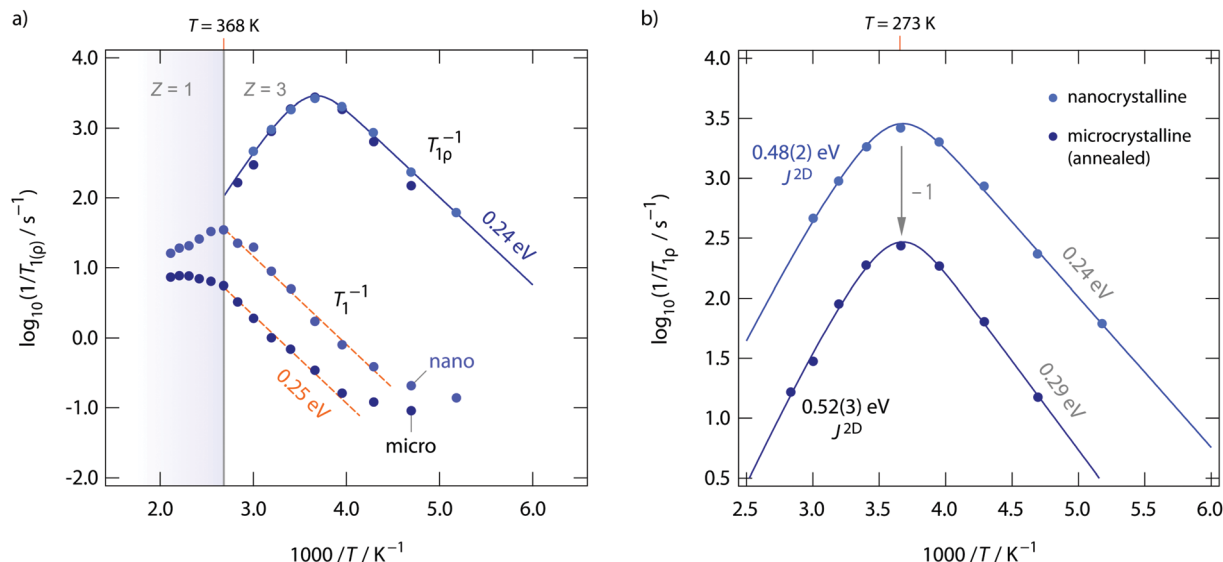 a)
T = 368 K
log10(1/T1(ρ) / s−1)
4.0
3.0
2.0
1.0
0.0
-1.0
-2.0
Z = 1
Z = 3
T1ρ−1
0.24 eV
T1−1
0.25 eV
nano
micro
2.0
3.0
4.0
5.0
6.0
1000 /T / K−1
b)
T = 273 K
log10(1/T1ρ / s−1)
4.0
3.5
3.0
2.5
2.0
1.5
1.0
0.5
nanocrystalline
microcrystalline
(annealed)
0.48(2) eV
J2D
−1
0.24 eV
0.29 eV
0.52(3) eV
J2D
2.5
3.0
3.5
4.0
4.5
5.0
5.5
6.0
1000 /T / K−1